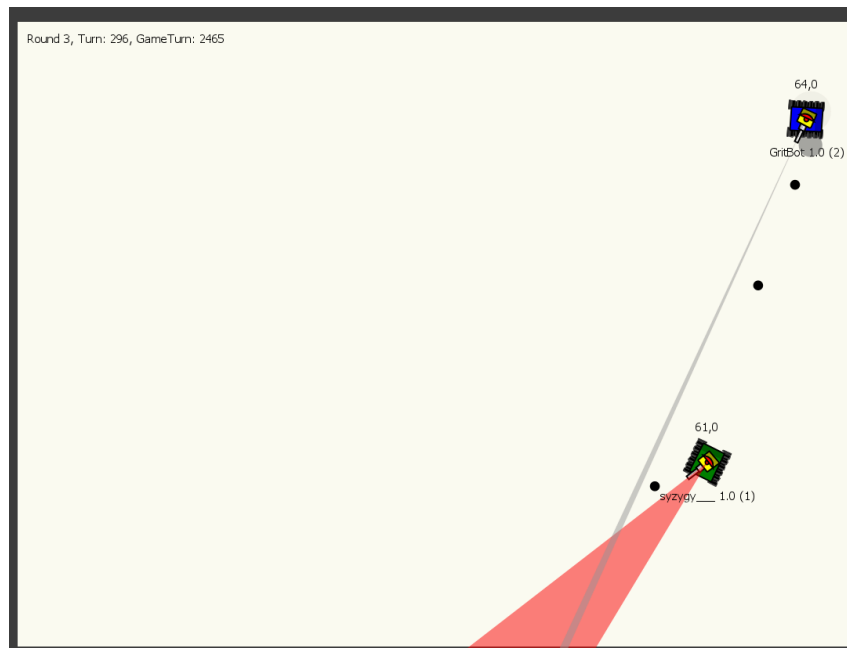 Round 3, Turn: 296, GameTurn: 2465
64,0
GritBot 1.0 (2)
61,0
syzygy___ 1.0 (1)